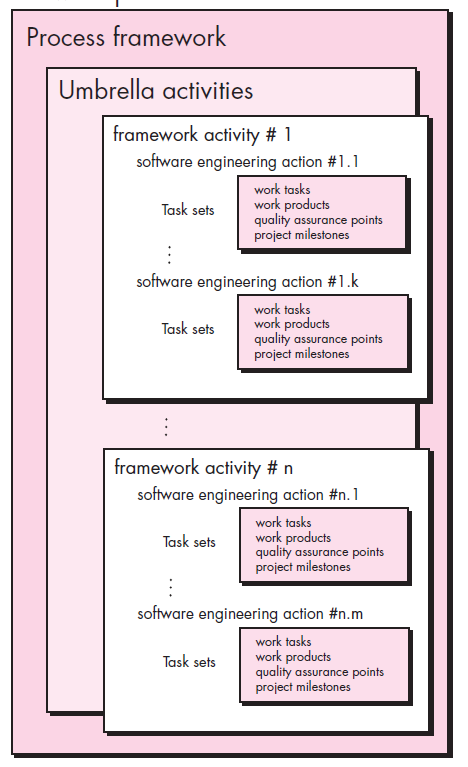 Process framework
Umbrella activities
framework activity # 1
software engineering action #1.1
Task sets
work tasks
work products
quality assurance points
project milestones
software engineering action #1.k
Task sets
work tasks
work products
quality assurance points
project milestones
framework activity # n
software engineering action #n.1
Task sets
work tasks
work products
quality assurance points
project milestones
software engineering action #n.m
Task sets
work tasks
work products
quality assurance points
project milestones